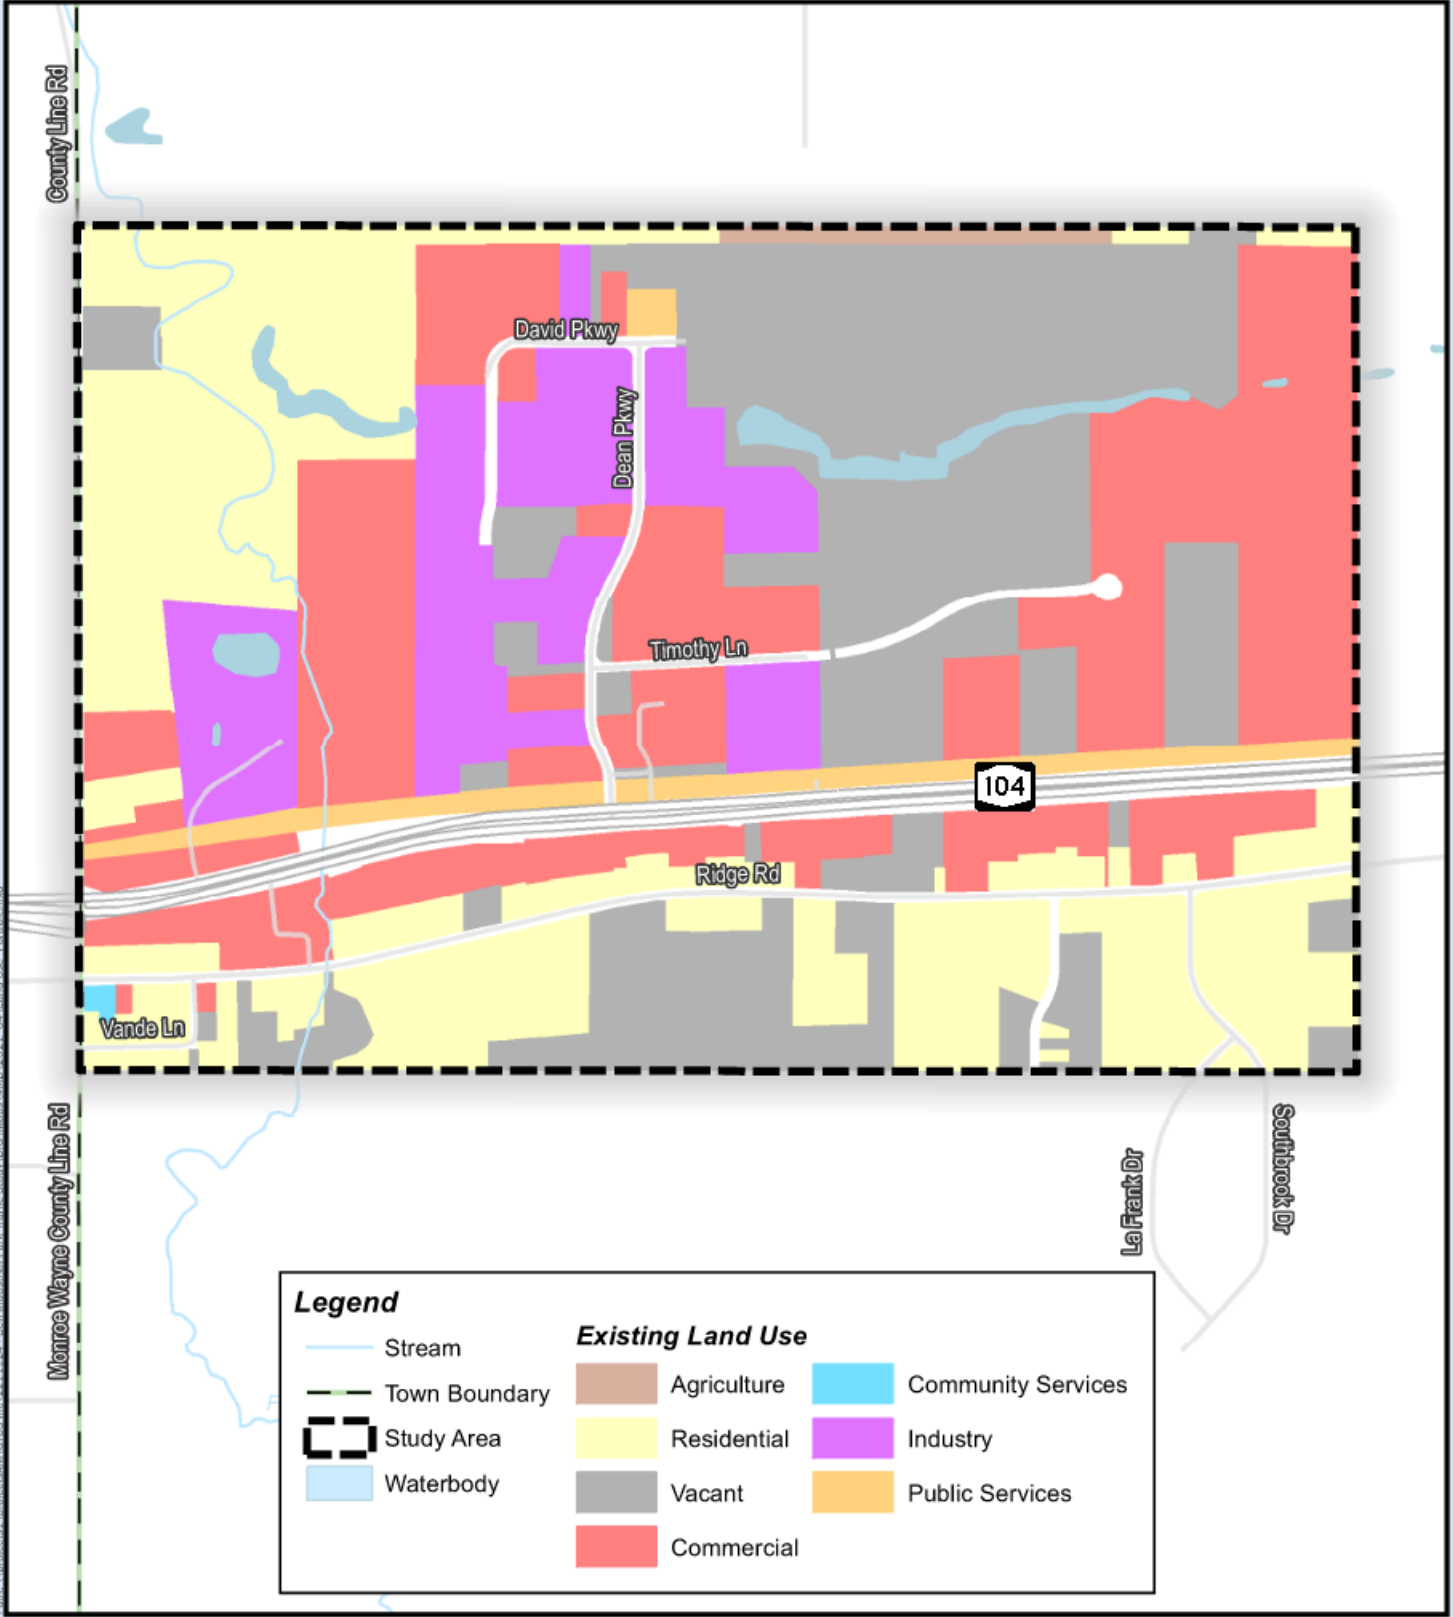 County Line Rd
David Pkwy
Dean Pkwy
Timothy Ln
104
Ridge Rd
Vande Ln
Monroe Wayne County Line Rd
La Frank Dr
Southbrook Dr
Legend
Stream
Town Boundary
Study Area
Waterbody
Existing Land Use
Agriculture
Residential
Vacant
Commercial
Community Services
Industry
Public Services